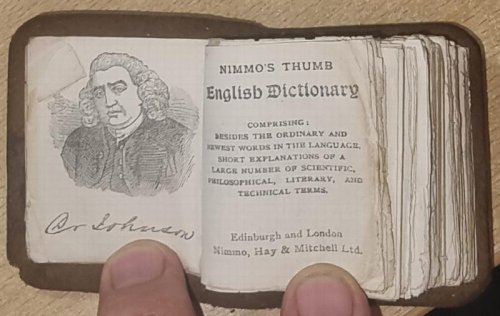 Dr Johnson
NIMMO'S THUMB
English Dictionary
COMPRISING:
BESIDES THE ORDINARY AND
NEWEST WORDS IN THE LANGUAGE,
SHORT EXPLANATIONS OF A
LARGE NUMBER OF SCIENTIFIC,
PHILOSOPHICAL, LITERARY, AND
TECHNICAL TERMS.
Edinburgh and London
Nimmo, Hay & Mitchell Ltd.